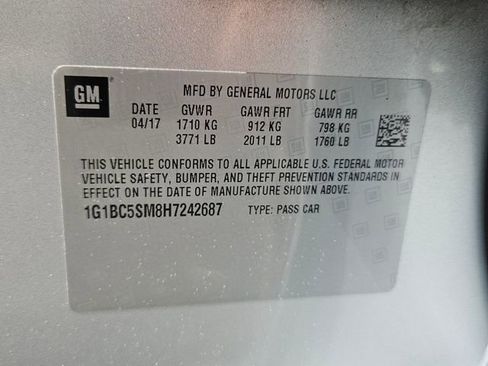 GM
MFD BY GENERAL MOTORS LLC
DATE GVWR GAWR FRT GAWR RR
04/17 1710 KG 912 KG 798 KG
3771 LB 2011 LB 1760 LB
THIS VEHICLE CONFORMS TO ALL APPLICABLE U.S. FEDERAL MOTOR
VEHICLE SAFETY, BUMPER, AND THEFT PREVENTION STANDARDS IN
EFFECT ON THE DATE OF MANUFACTURE SHOWN ABOVE.
1G1BC5SM8H7242687 TYPE: PASS CAR